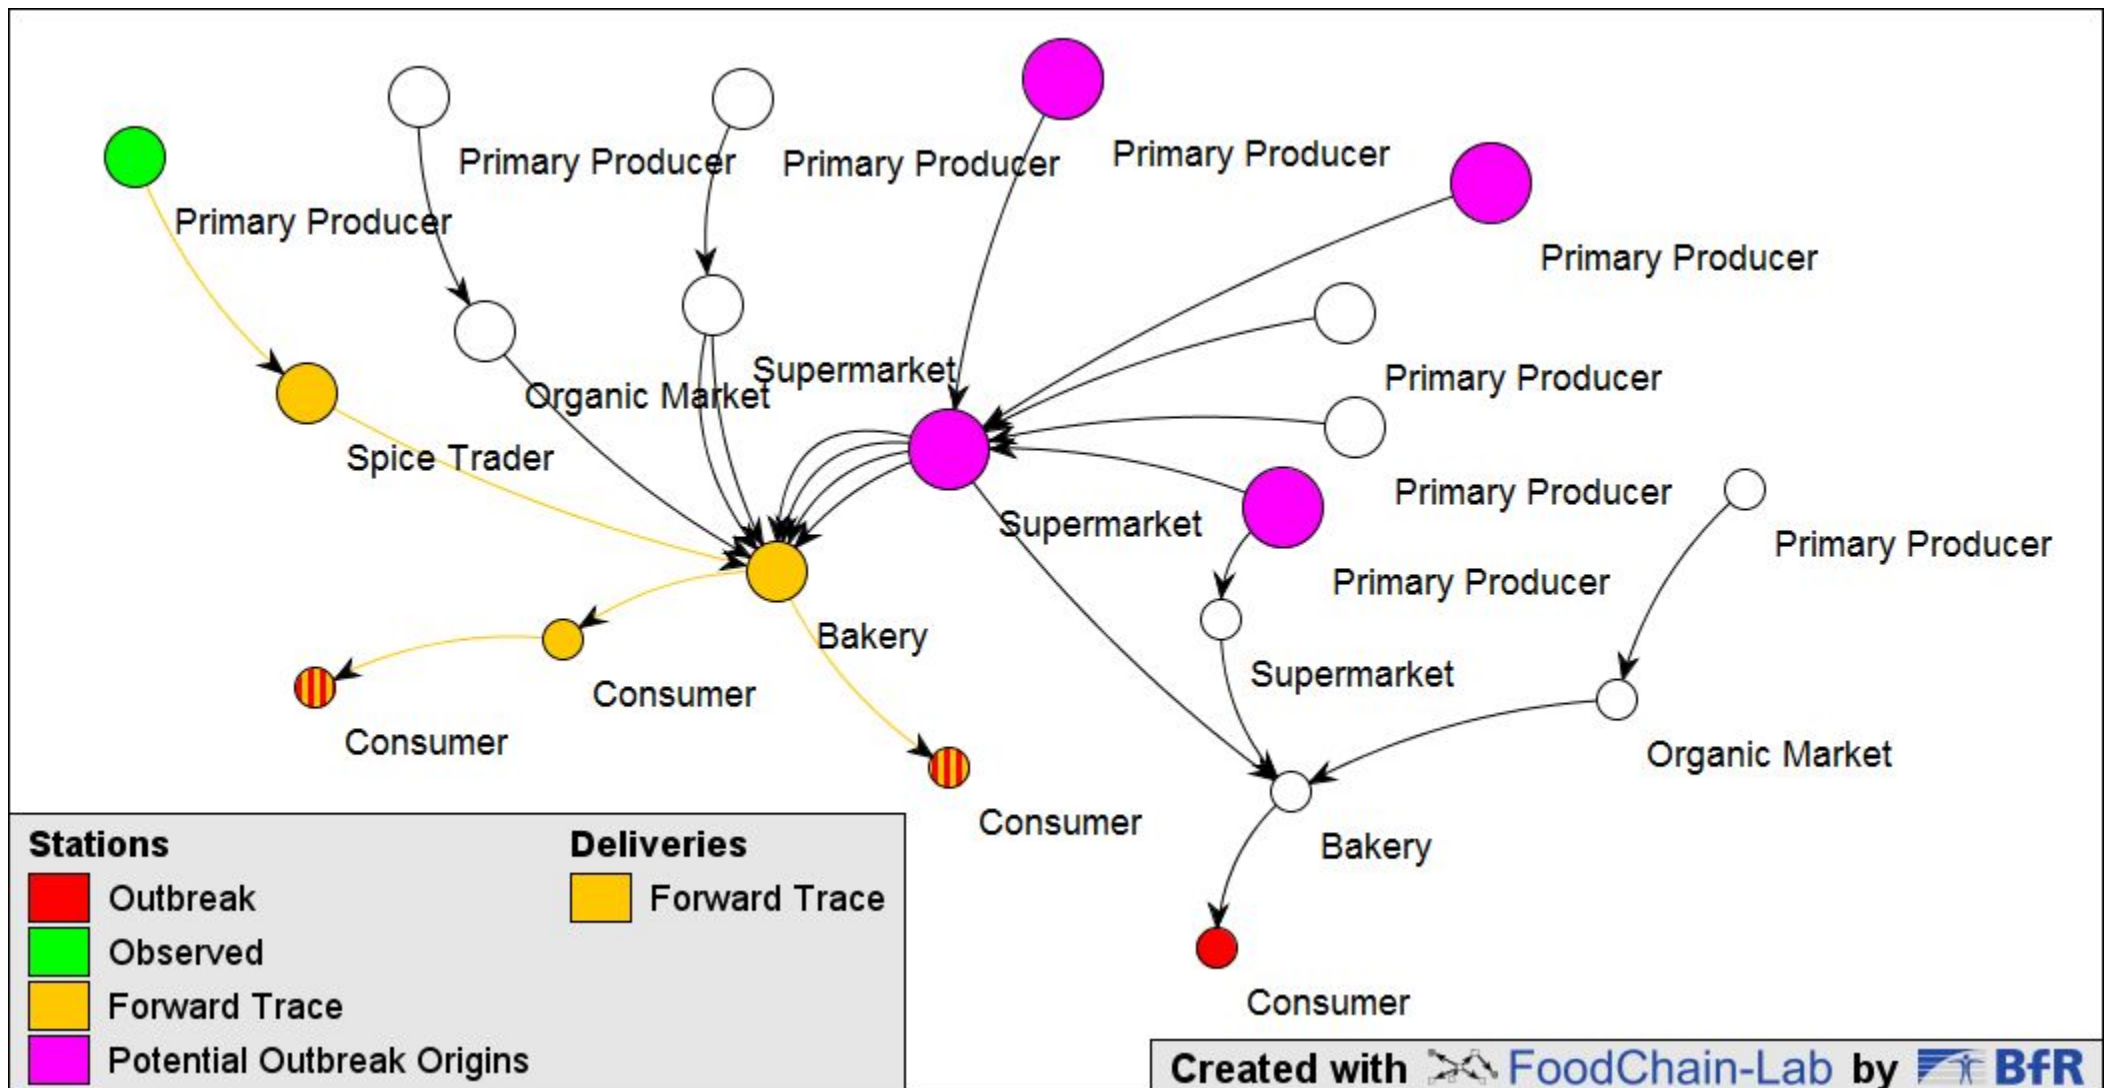 Primary Producer
Primary Producer
Primary Producer
Primary Producer
Primary Producer
Supermarket
Primary Producer
Organic Market
Spice Trader
Primary Producer
Supermarket
Primary Producer
Primary Producer
Bakery
Supermarket
Consumer
Consumer
Organic Market
Consumer
Bakery
Consumer
Stations
Outbreak
Observed
Forward Trace
Potential Outbreak Origins
Deliveries
Forward Trace
Created with FoodChain-Lab by BfR